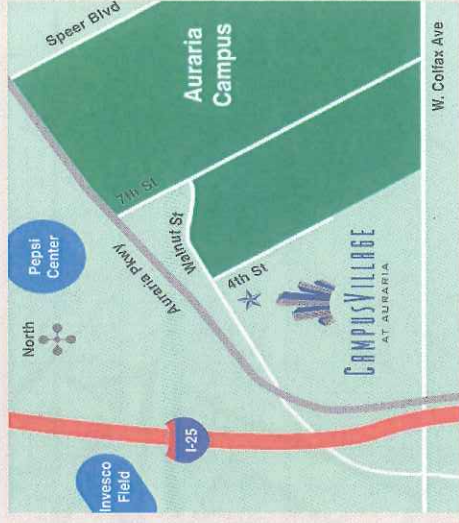 Speer Blvd
Auraria
Campus
W. Colfax Ave
Pepsi
Center
7th St
Auraria Pkwy
Walnut St
North
4th St
CAMPUSVILLAGE
AT AURARIA
I-25
Invesco
Field